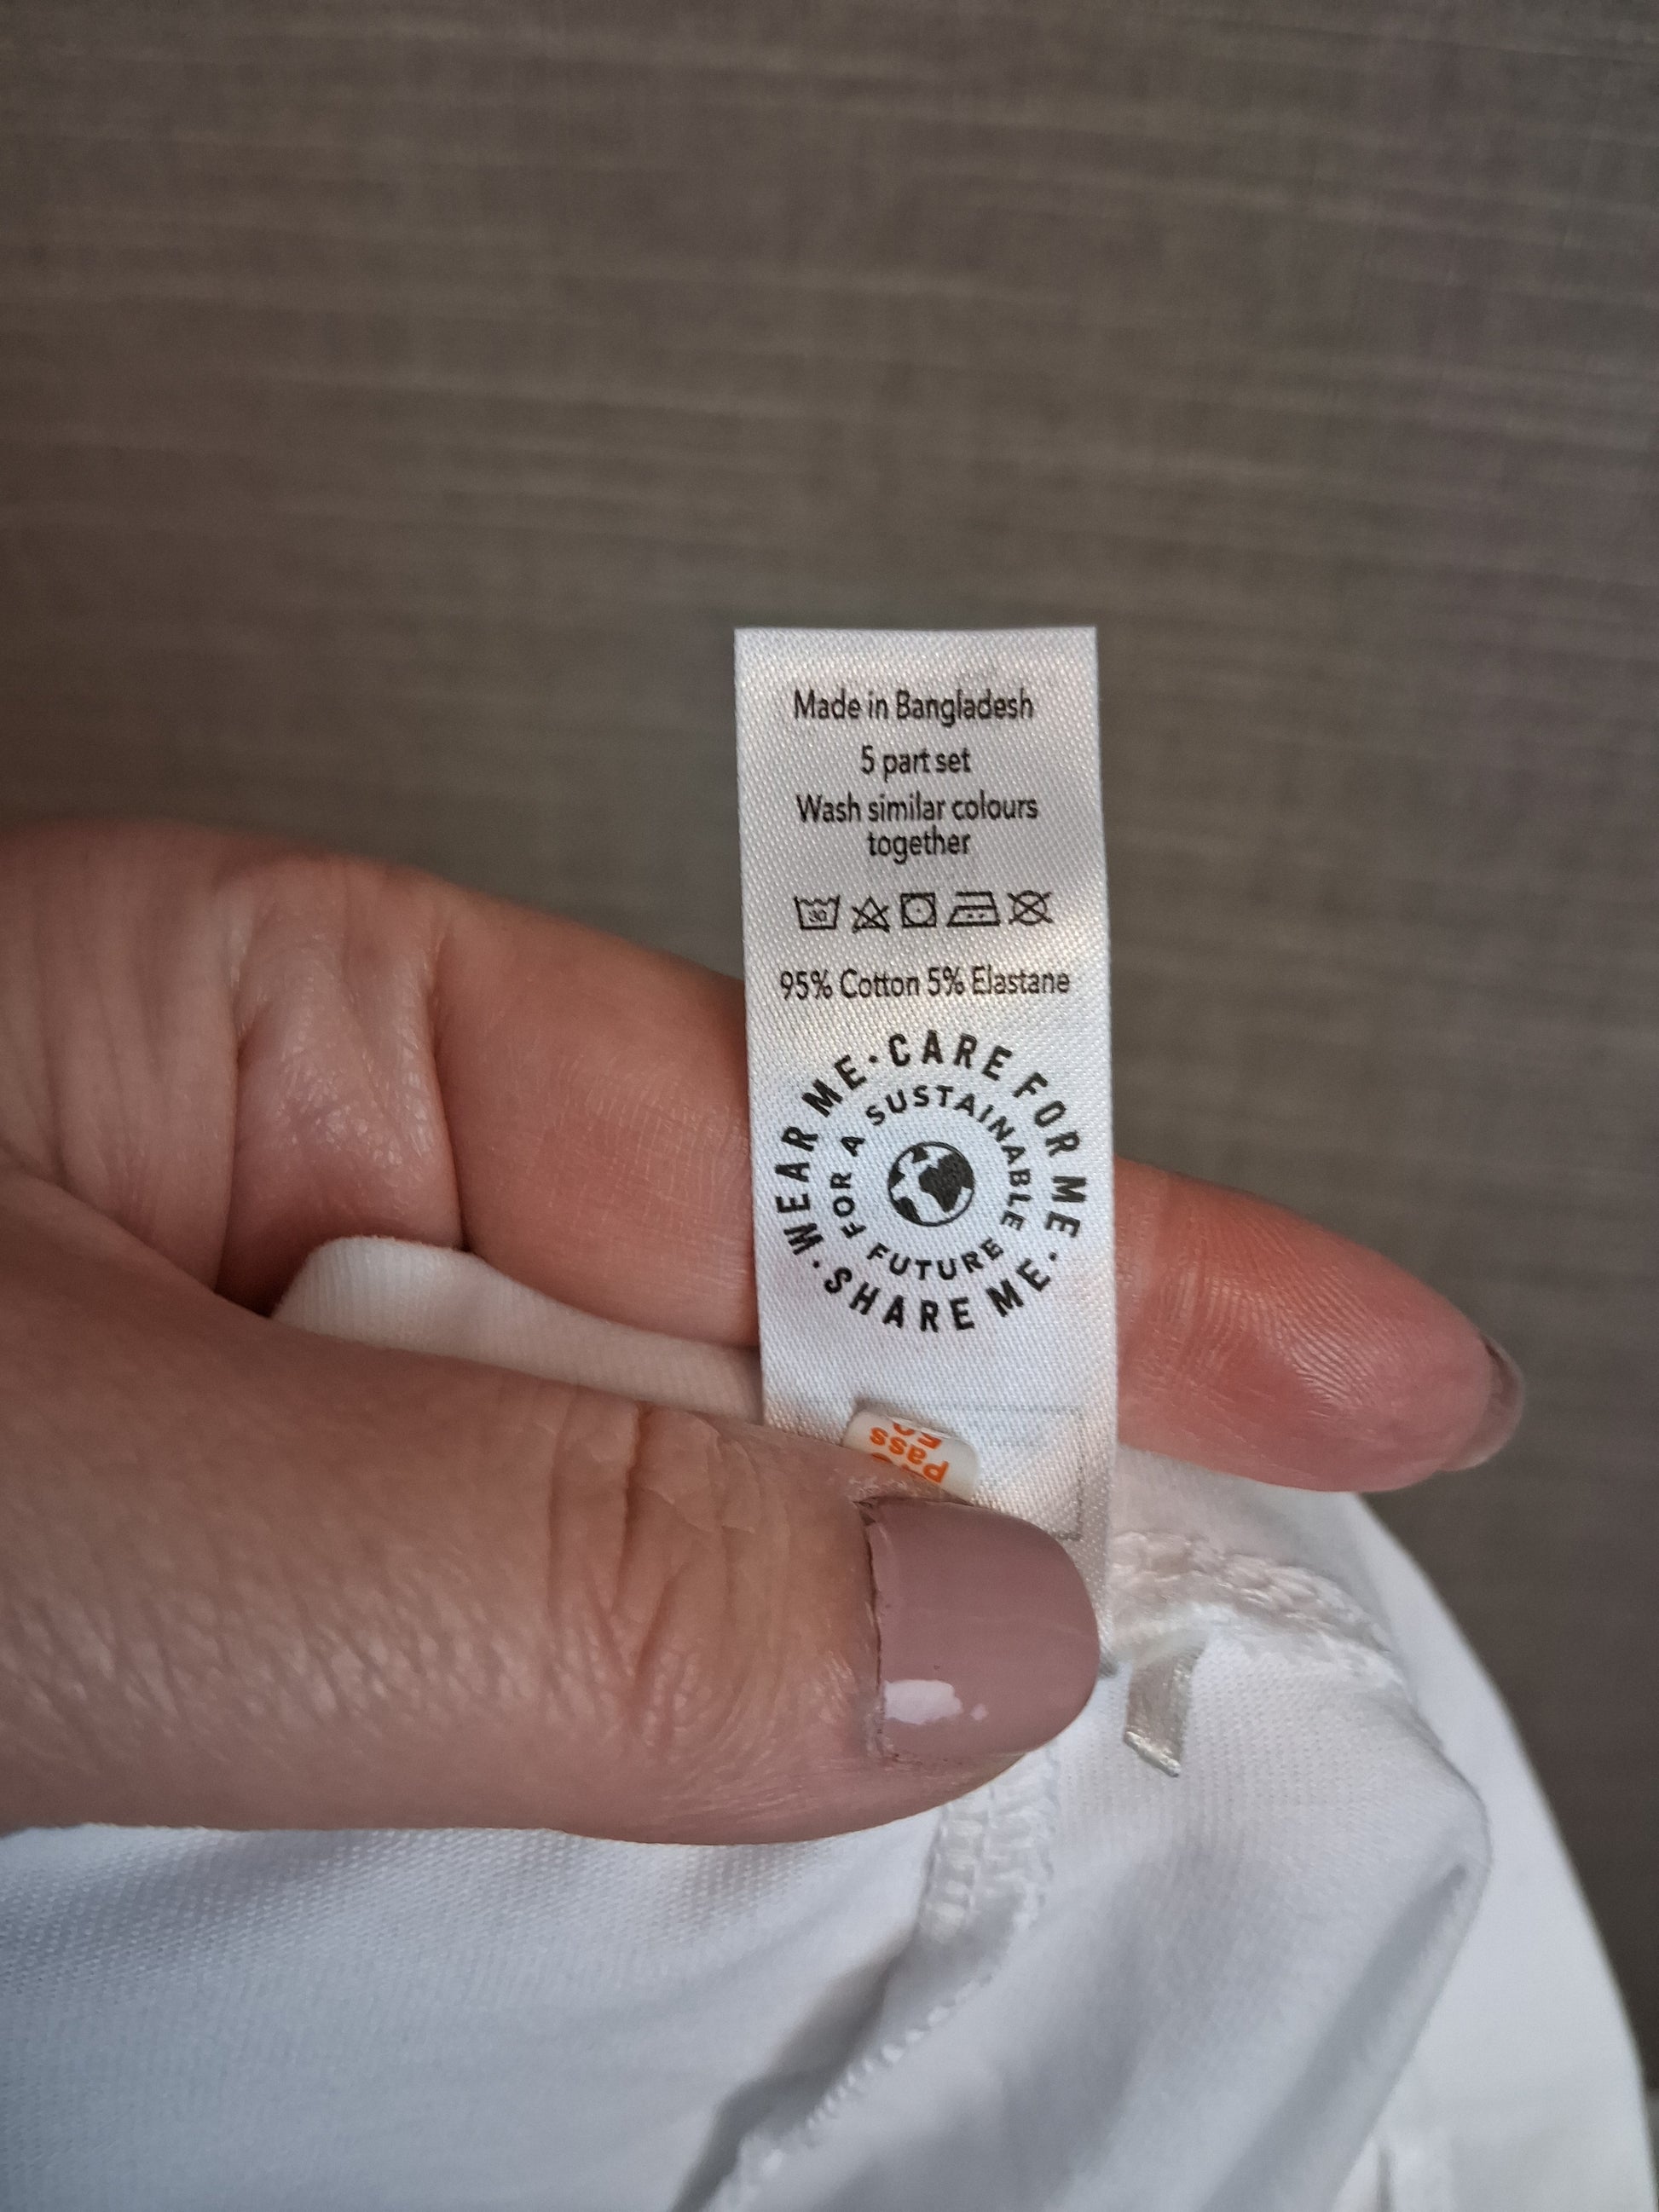 Made in Bangladesh
5 part set
Wash similar colours
together
30
95% Cotton 5% Elastane
WEAR ME · CARE FOR ME · SHARE ME ·
FOR A SUSTAINABLE FUTURE
Pass